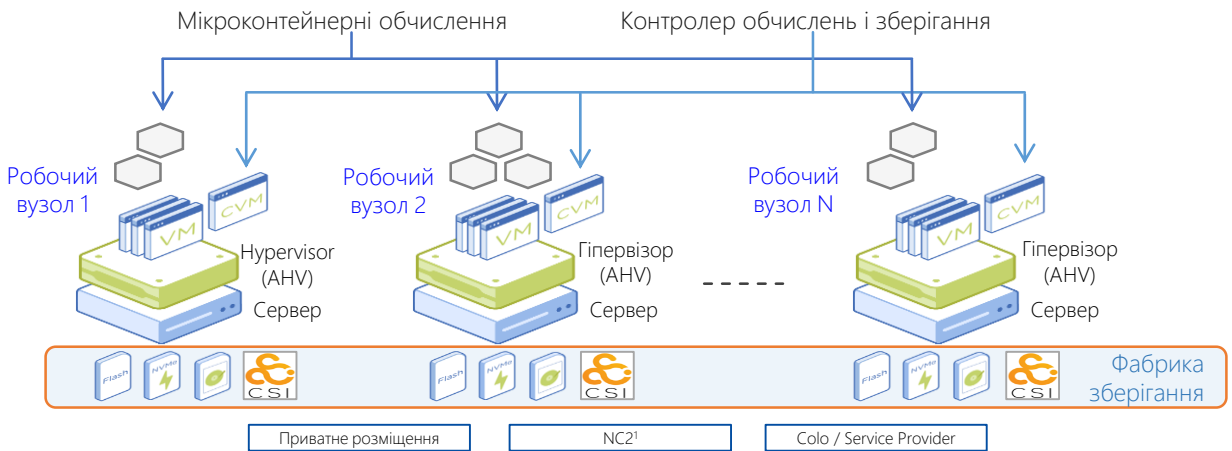 Мікроконтейнерні обчислення
Контролер обчислень і зберігання
Робочий
вузол 1
CVM
VM
Hypervisor
(AHV)
Сервер
Робочий
вузол 2
CVM
VM
Гіпервізор
(AHV)
Сервер
- - - - -
Робочий
вузол N
CVM
VM
Гіпервізор
(AHV)
Сервер
Flash
NVMe
CSI
Flash
NVMe
CSI
Flash
NVMe
CSI
Фабрика
зберігання
Приватне розміщення
NC2¹
Colo / Service Provider